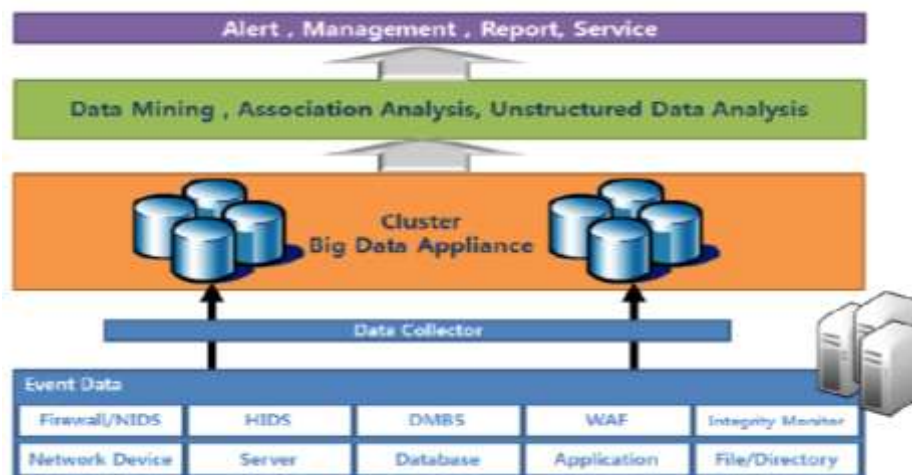 Alert , Management , Report, Service
Data Mining , Association Analysis, Unstructured Data Analysis
Cluster
Big Data Appliance
Data Collector
Event Data
Firewall/NIDS HIDS DMBS WAF Integrity Monitor
Network Device Server Database Application File/Directory